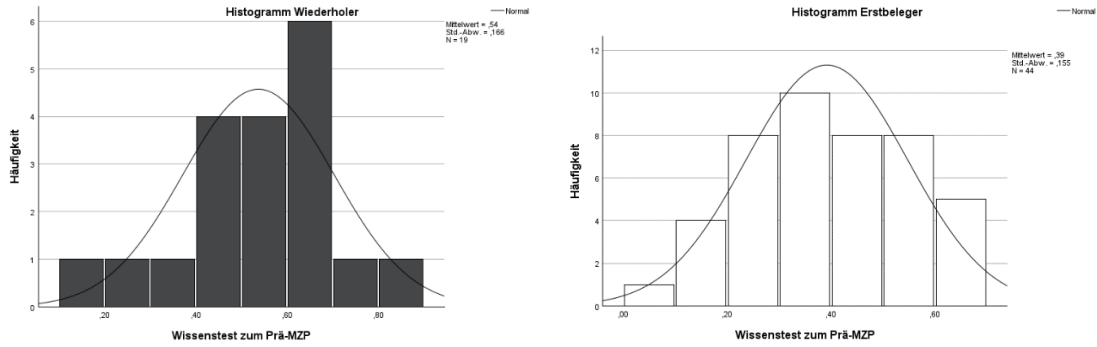 Histogramm Wiederholer
Normal
Mittelwert = ,54
Std.-Abw. = ,166
N = 19
Häufigkeit
6
5
4
3
2
1
0
,20
,40
,60
,80
Wissenstest zum Prä-MZP
Histogramm Erstbeleger
Normal
Mittelwert = ,39
Std.-Abw. = ,155
N = 44
Häufigkeit
12
10
8
6
4
2
0
,00
,20
,40
,60
Wissenstest zum Prä-MZP